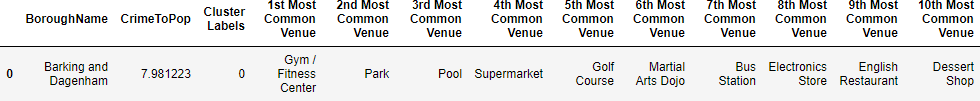 BoroughName
CrimeToPop
Cluster
Labels
1st Most
Common
Venue
2nd Most
Common
Venue
3rd Most
Common
Venue
4th Most
Common
Venue
5th Most
Common
Venue
6th Most
Common
Venue
7th Most
Common
Venue
8th Most
Common
Venue
9th Most
Common
Venue
10th Most
Common
Venue
0
Barking and
Dagenham
7.981223
0
Gym /
Fitness
Center
Park
Pool
Supermarket
Golf
Course
Martial
Arts Dojo
Bus
Station
Electronics
Store
English
Restaurant
Dessert
Shop